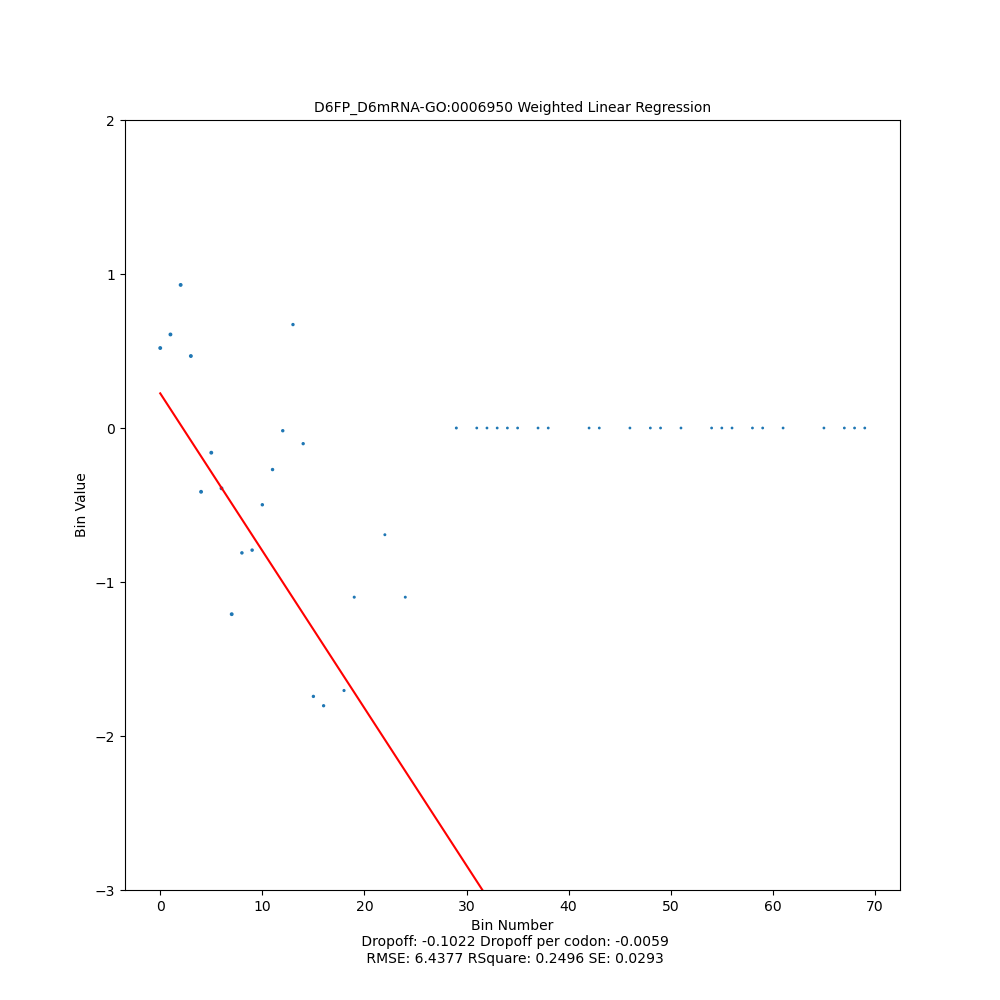 D6FP_D6mRNA-GO:0006950 Weighted Linear Regression
2
1
0
−1
−2
−3
Bin Value
0 10 20 30 40 50 60 70
Bin Number
Dropoff: -0.1022 Dropoff per codon: -0.0059
RMSE: 6.4377 RSquare: 0.2496 SE: 0.0293